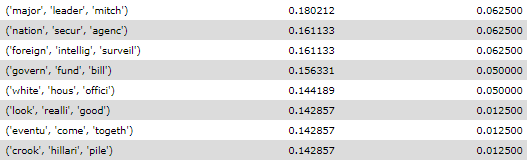 ('major', 'leader', 'mitch') 0.180212 0.062500
('nation', 'secur', 'agenc') 0.161133 0.062500
('foreign', 'intellig', 'surveil') 0.161133 0.062500
('govern', 'fund', 'bill') 0.156331 0.050000
('white', 'hous', 'offici') 0.144189 0.050000
('look', 'realli', 'good') 0.142857 0.012500
('eventu', 'come', 'togeth') 0.142857 0.012500
('crook', 'hillari', 'pile') 0.142857 0.012500